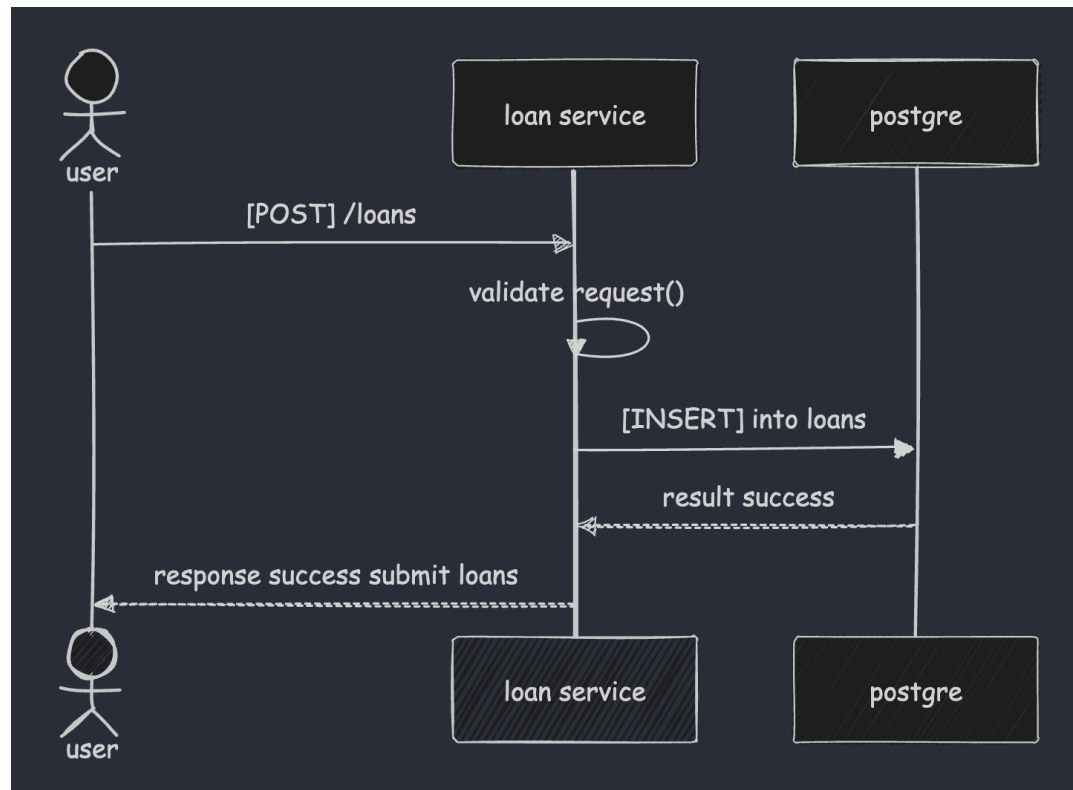 user
loan service
postgre
[POST] /loans
validate request()
[INSERT] into loans
result success
response success submit loans
user
loan service
postgre